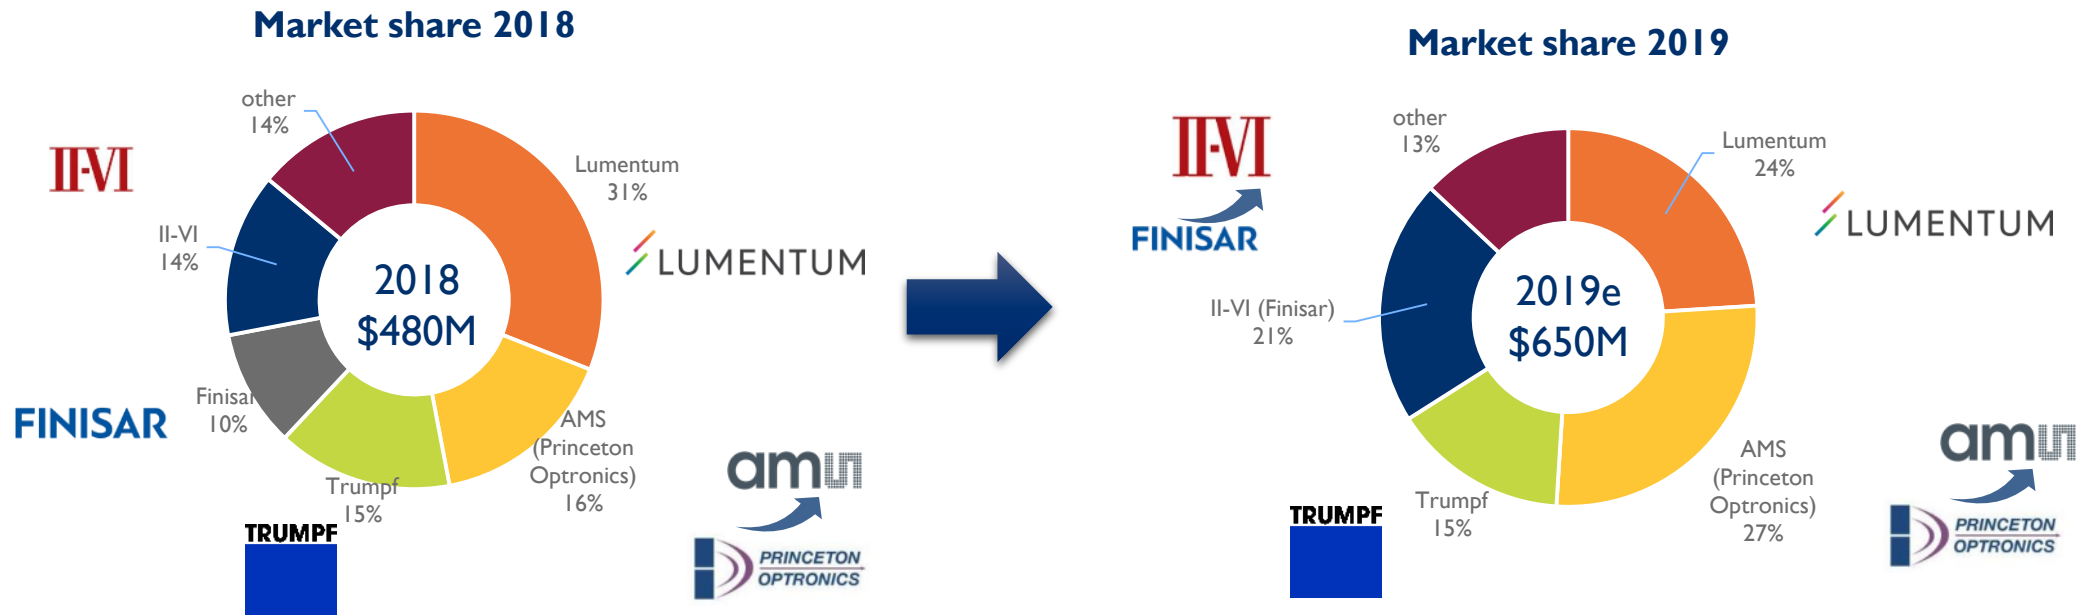 Market share 2018
other
14%
II-VI
II-VI
14%
Lumentum
31%
LUMENTUM
2018
$480M
Finisar
10%
FINISAR
AMS
(Princeton
Optronics)
16%
amu
Trumpf
15%
TRUMPF
PRINCETON
OPTRONICS
Market share 2019
other
13%
II-VI
FINISAR
Lumentum
24%
LUMENTUM
II-VI (Finisar)
21%
2019e
$650M
AMS
(Princeton
Optronics)
27%
amu
Trumpf
15%
TRUMPF
PRINCETON
OPTRONICS